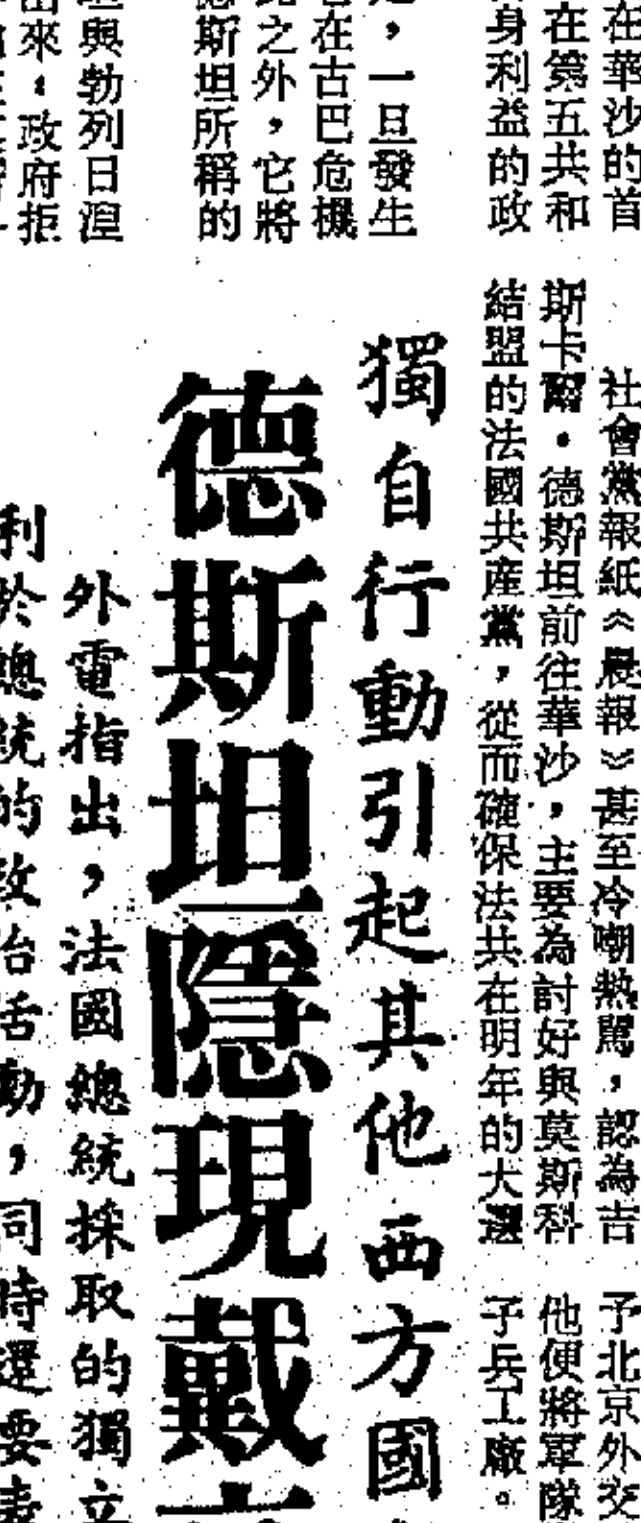 在華沙的首
在第五共和
身利益的政
，一旦發生
在古巴危機
之外，它將
德斯坦所稱的
與勃列日湼
出來。政府拒
社會黨報紙《晨報》甚至冷嘲熱罵，認為吉
斯卡爾·德斯坦前往華沙，主要為討好與莫斯科
結盟的法國共產黨，從而確保法共在明年的大選
予北京外交
他便將軍隊
子兵工廠。
獨自行動引起其他西方國
德斯坦隱現戴
外電指出，法國總統採取的獨立
利於總統的政治活動，同時還要表